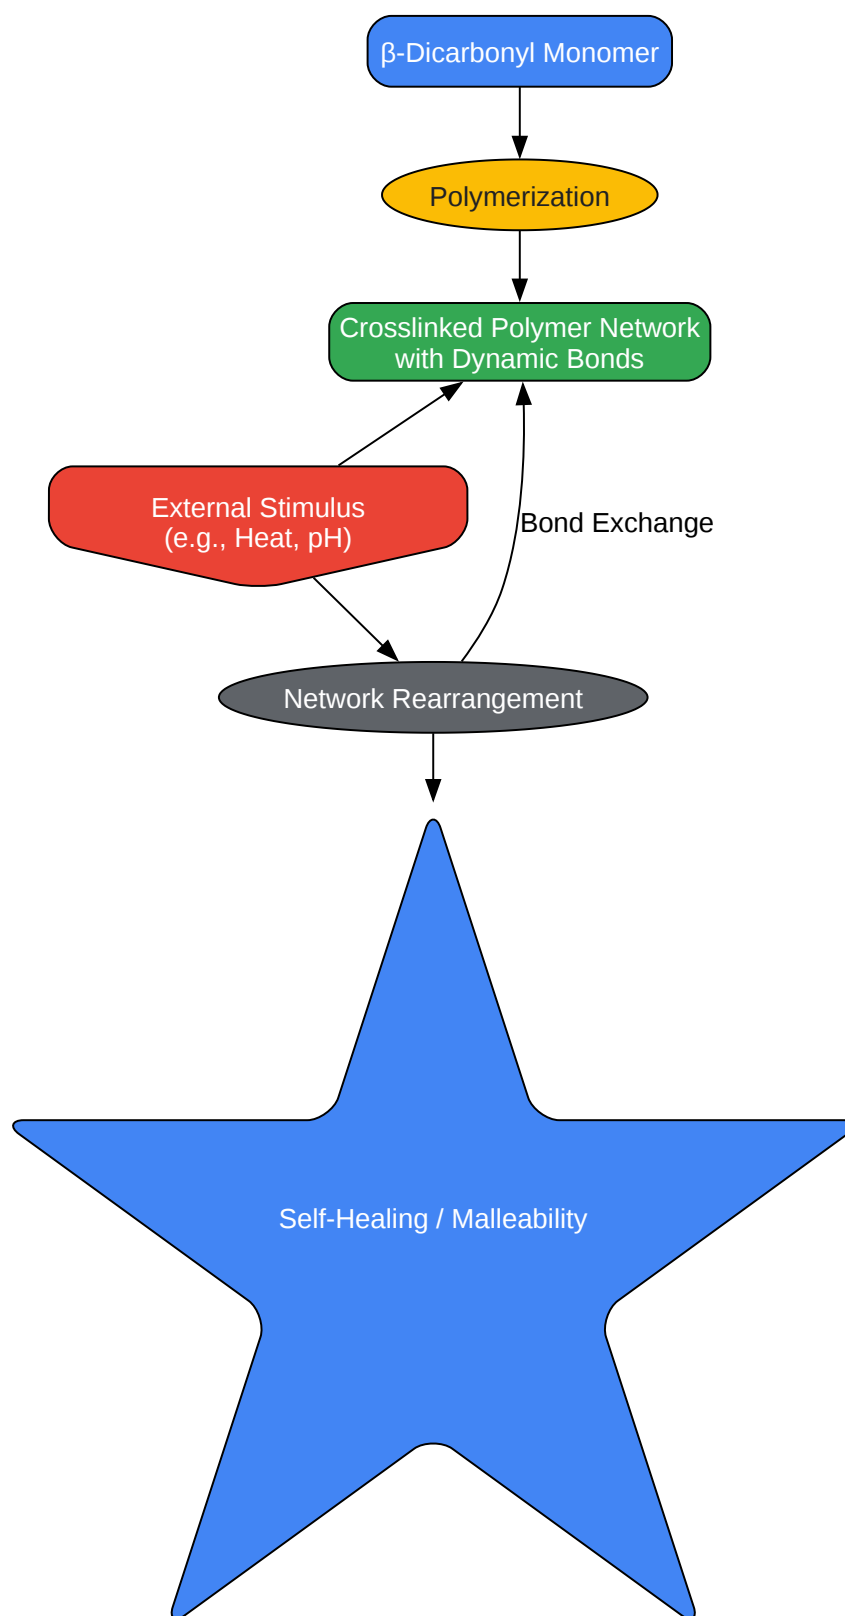 β-Dicarbonyl Monomer
Polymerization
Crosslinked Polymer Network
with Dynamic Bonds
External Stimulus
(e.g., Heat, pH)
Bond Exchange
Network Rearrangement
Self-Healing / Malleability